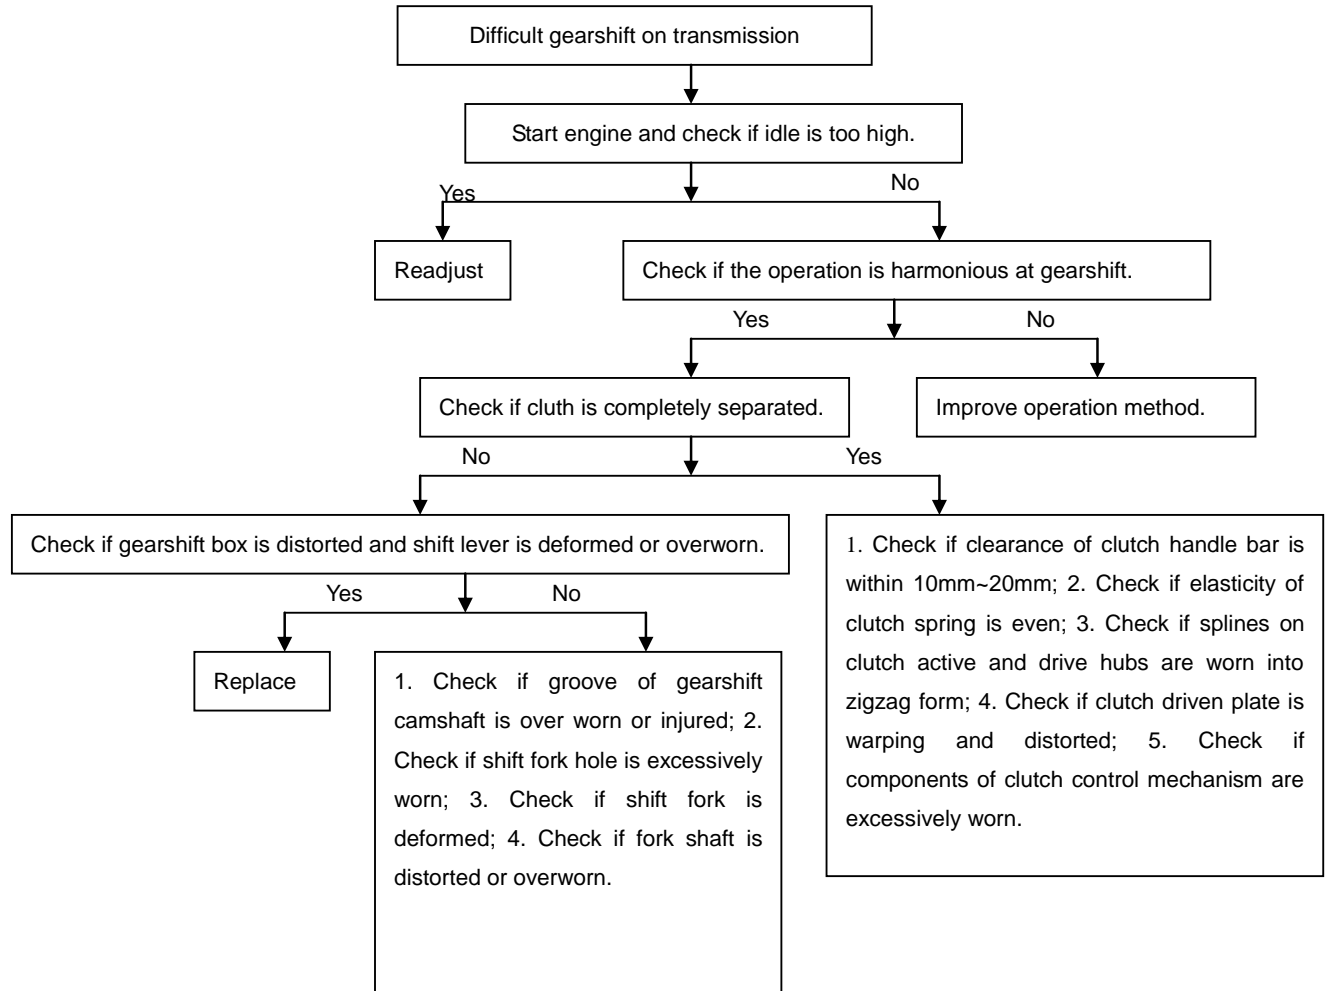 Difficult gearshift on transmission
Start engine and check if idle is too high.
Yes
No
Readjust
Check if the operation is harmonious at gearshift.
Yes
No
Check if cluth is completely separated.
Improve operation method.
No
Yes
Check if gearshift box is distorted and shift lever is deformed or overworn.
1. Check if clearance of clutch handle bar is
within 10mm~20mm; 2. Check if elasticity of
clutch spring is even; 3. Check if splines on
clutch active and drive hubs are worn into
zigzag form; 4. Check if clutch driven plate is
warping and distorted; 5. Check if
components of clutch control mechanism are
excessively worn.
Yes
No
Replace
1. Check if groove of gearshift
camshaft is over worn or injured; 2.
Check if shift fork hole is excessively
worn; 3. Check if shift fork is
deformed; 4. Check if fork shaft is
distorted or overworn.